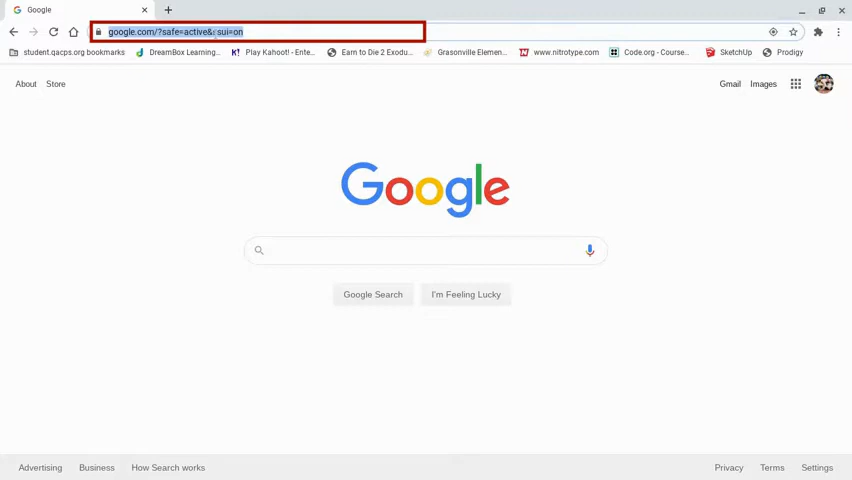 Google
google.com/?safe=active&ssui=on
student.qacps.org bookmarks DreamBox Learning... Play Kahoot! - Ente... Earn to Die 2 Exodu... Grasonville Elemen... www.nitrotype.com Code.org - Course... SketchUp Prodigy
About Store Gmail Images
Google
Google Search I'm Feeling Lucky
Advertising Business How Search works Privacy Terms Settings